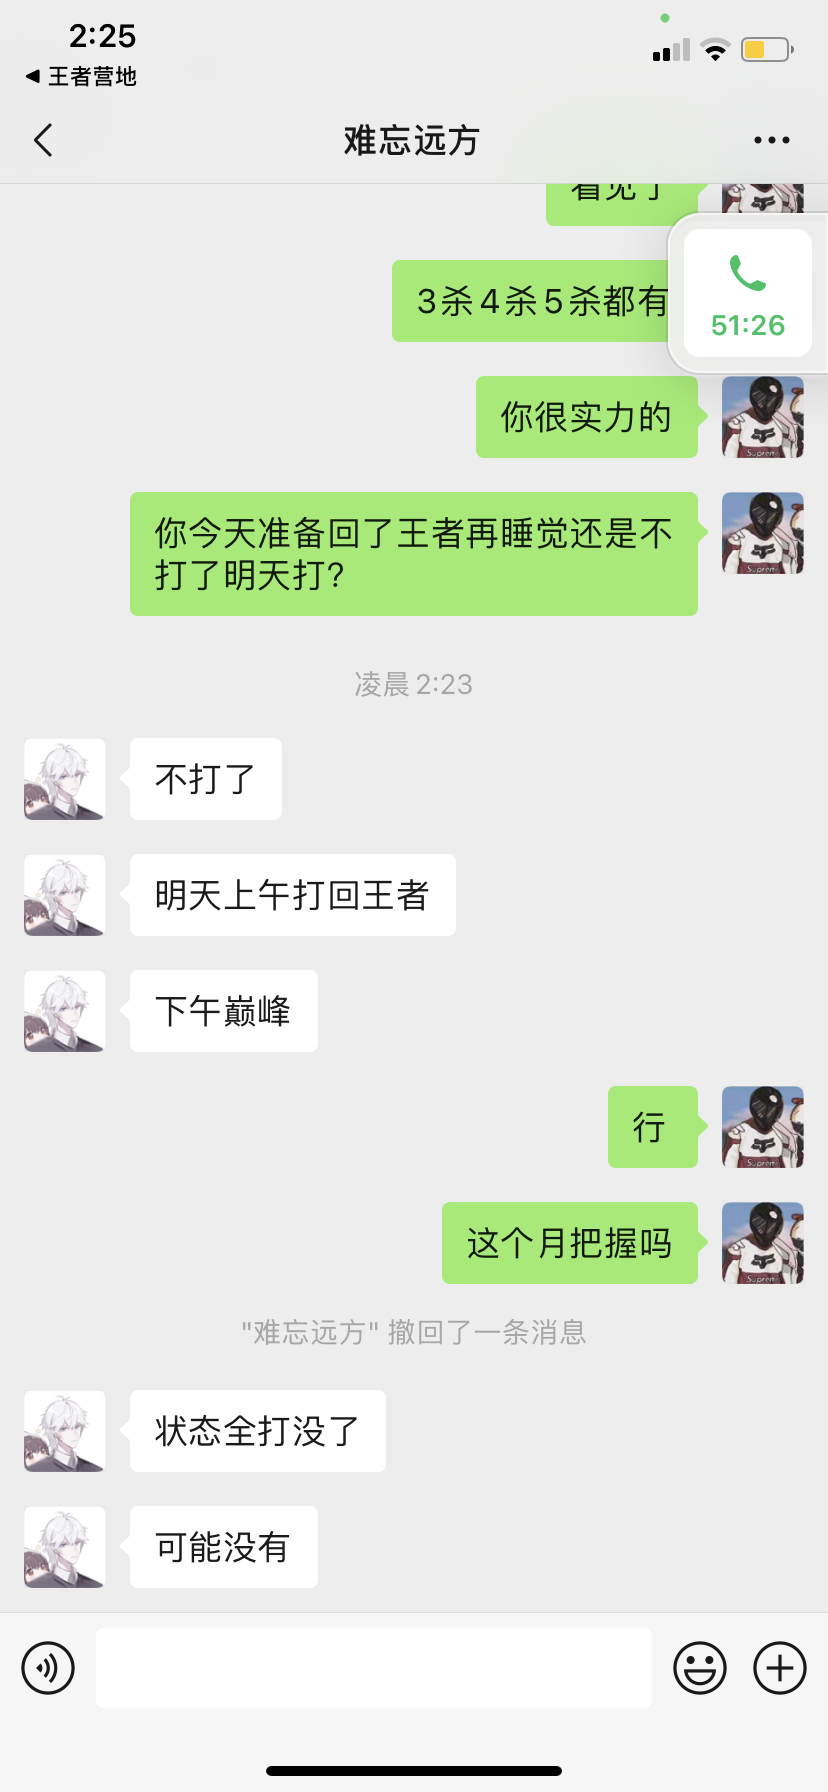 2:25
王者营地
难忘远方
看见了
3杀4杀5杀都有
51:26
你很实力的
你今天准备回了王者再睡觉还是不
打了明天打?
凌晨 2:23
不打了
明天上午打回王者
下午巅峰
行
这个月把握吗
"难忘远方" 撤回了一条消息
状态全打没了
可能没有